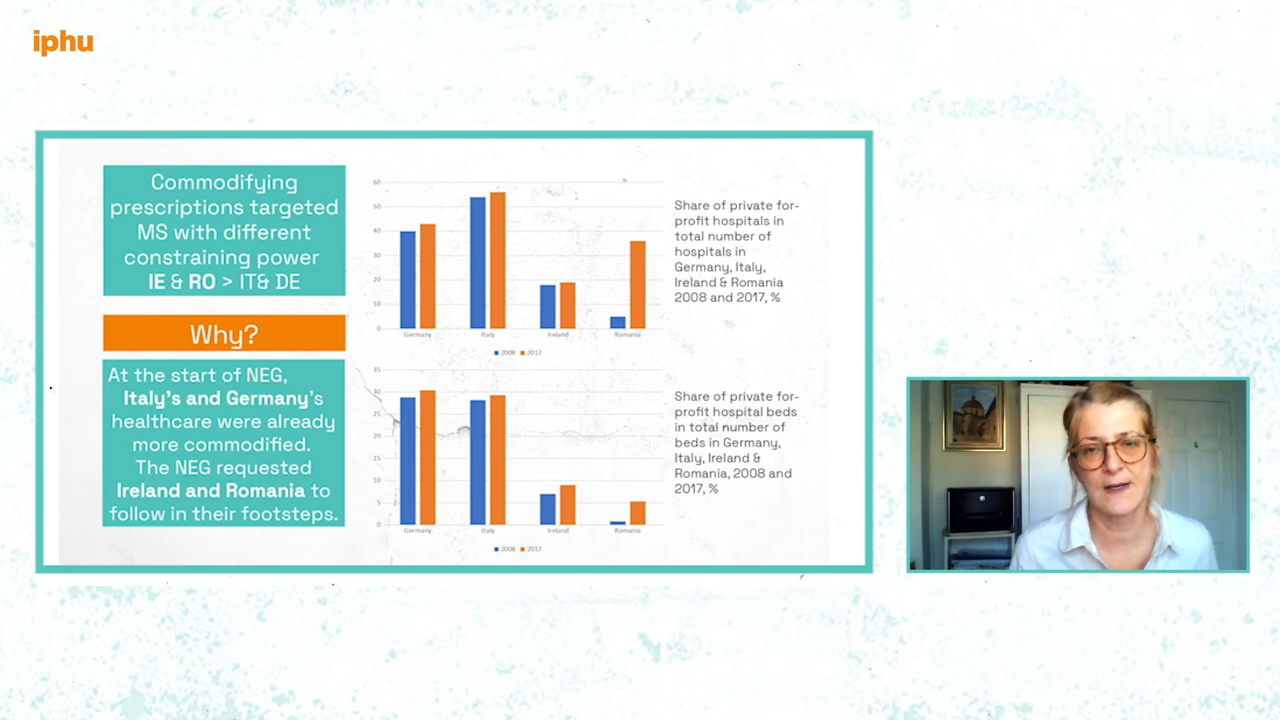 iphu
Commodifying
prescriptions targeted
MS with different
constraining power
IE & RO > IT& DE
Why?
At the start of NEG,
Italy's and Germany's
healthcare were already
more commodified.
The NEG requested
Ireland and Romania to
follow in their footsteps.
60
50
40
30
20
10
0
Germany Italy Ireland Romania
2008 2017
Share of private for-
profit hospitals in
total number of
hospitals in
Germany, Italy,
Ireland & Romania
2008 and 2017, %
35
30
25
20
15
10
5
0
Germany Italy Ireland Romania
2008 2017
Share of private for-
profit hospital beds
in total number of
beds in Germany,
Italy, Ireland &
Romania, 2008 and
2017, %